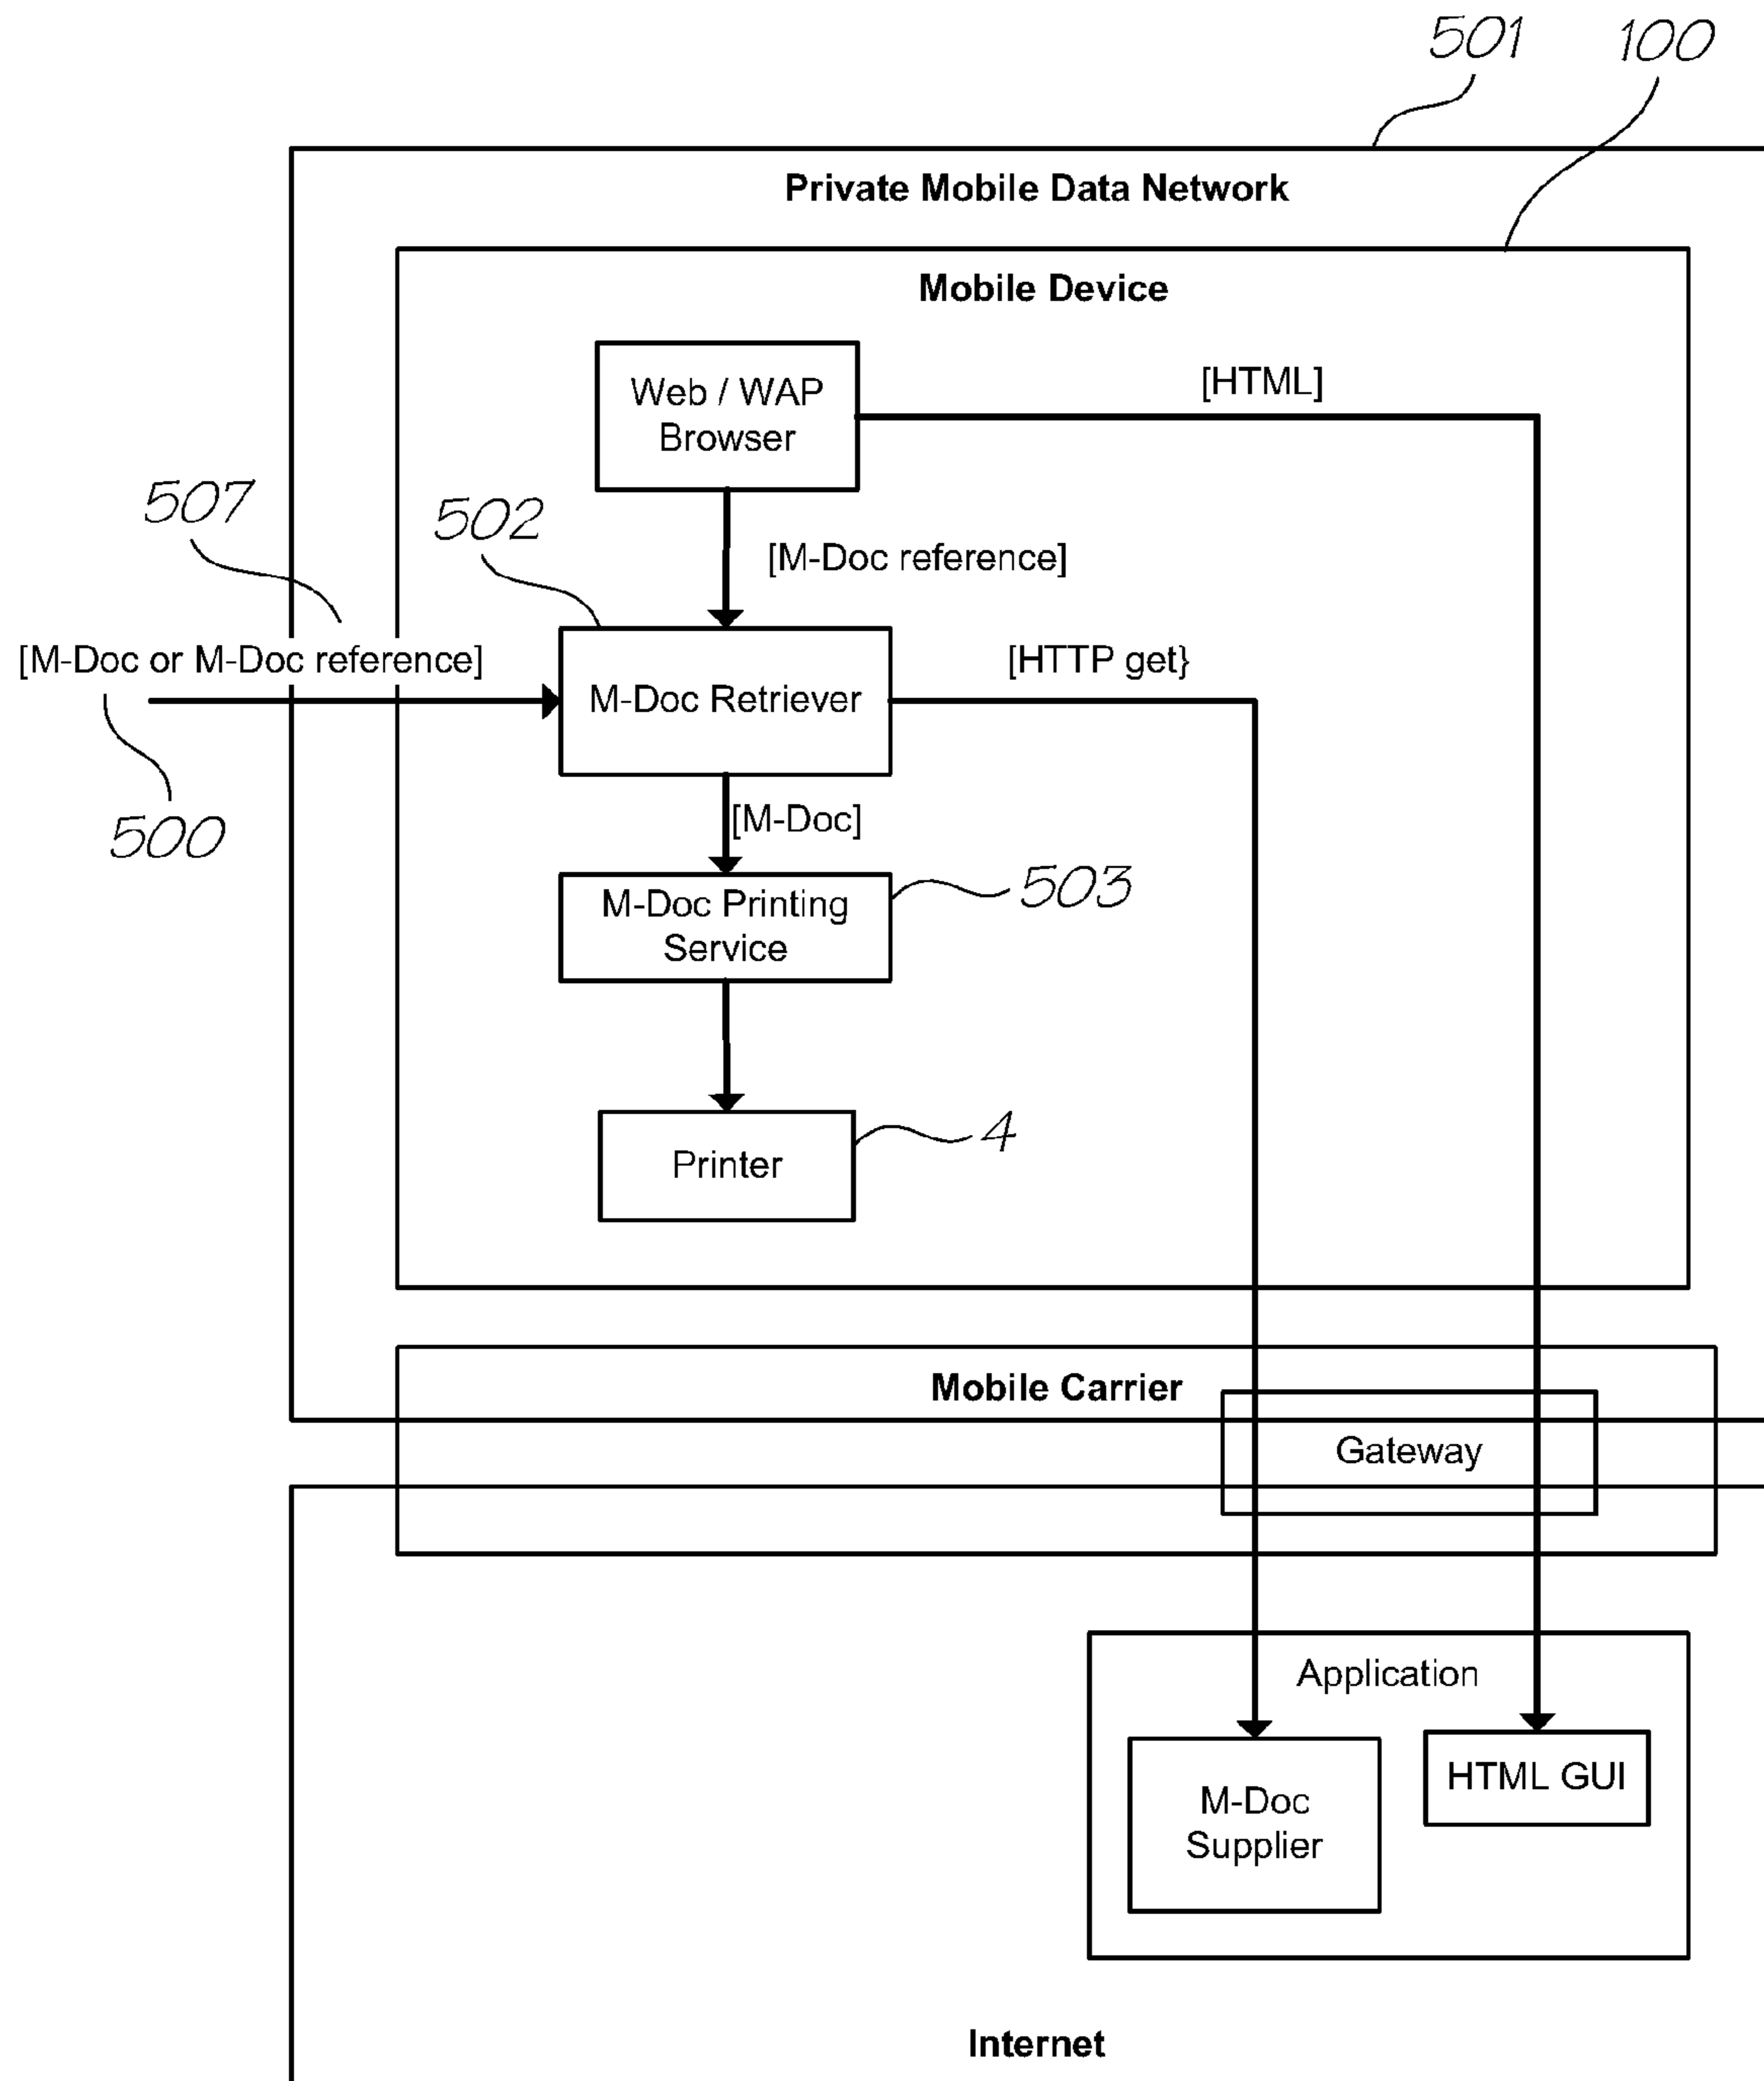 501
100
Private Mobile Data Network
Mobile Device
Web / WAP
Browser
[HTML]
507
502
[M-Doc reference]
[M-Doc or M-Doc reference]
M-Doc Retriever
[HTTP get}
500
[M-Doc]
M-Doc Printing
Service
503
Printer
4
Mobile Carrier
Gateway
Application
M-Doc
Supplier
HTML GUI
Internet